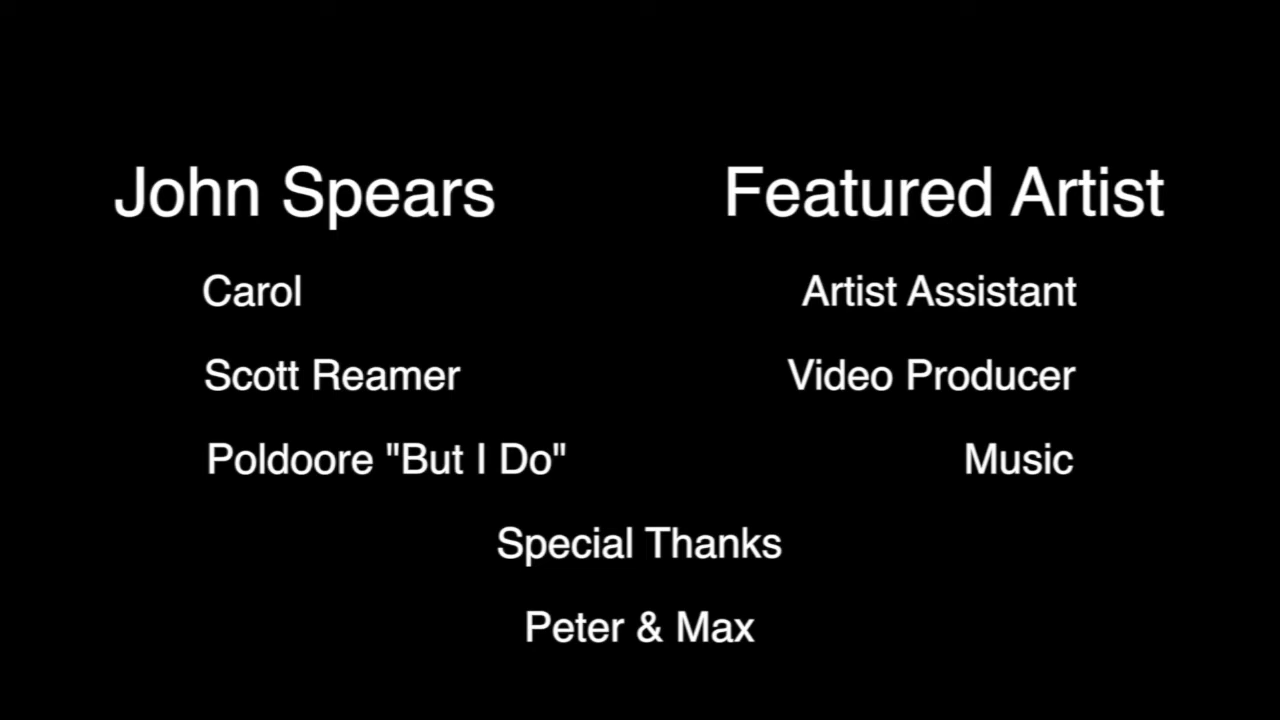 John Spears Featured Artist
Carol Artist Assistant
Scott Reamer Video Producer
Poldoore "But I Do" Music
Special Thanks
Peter & Max